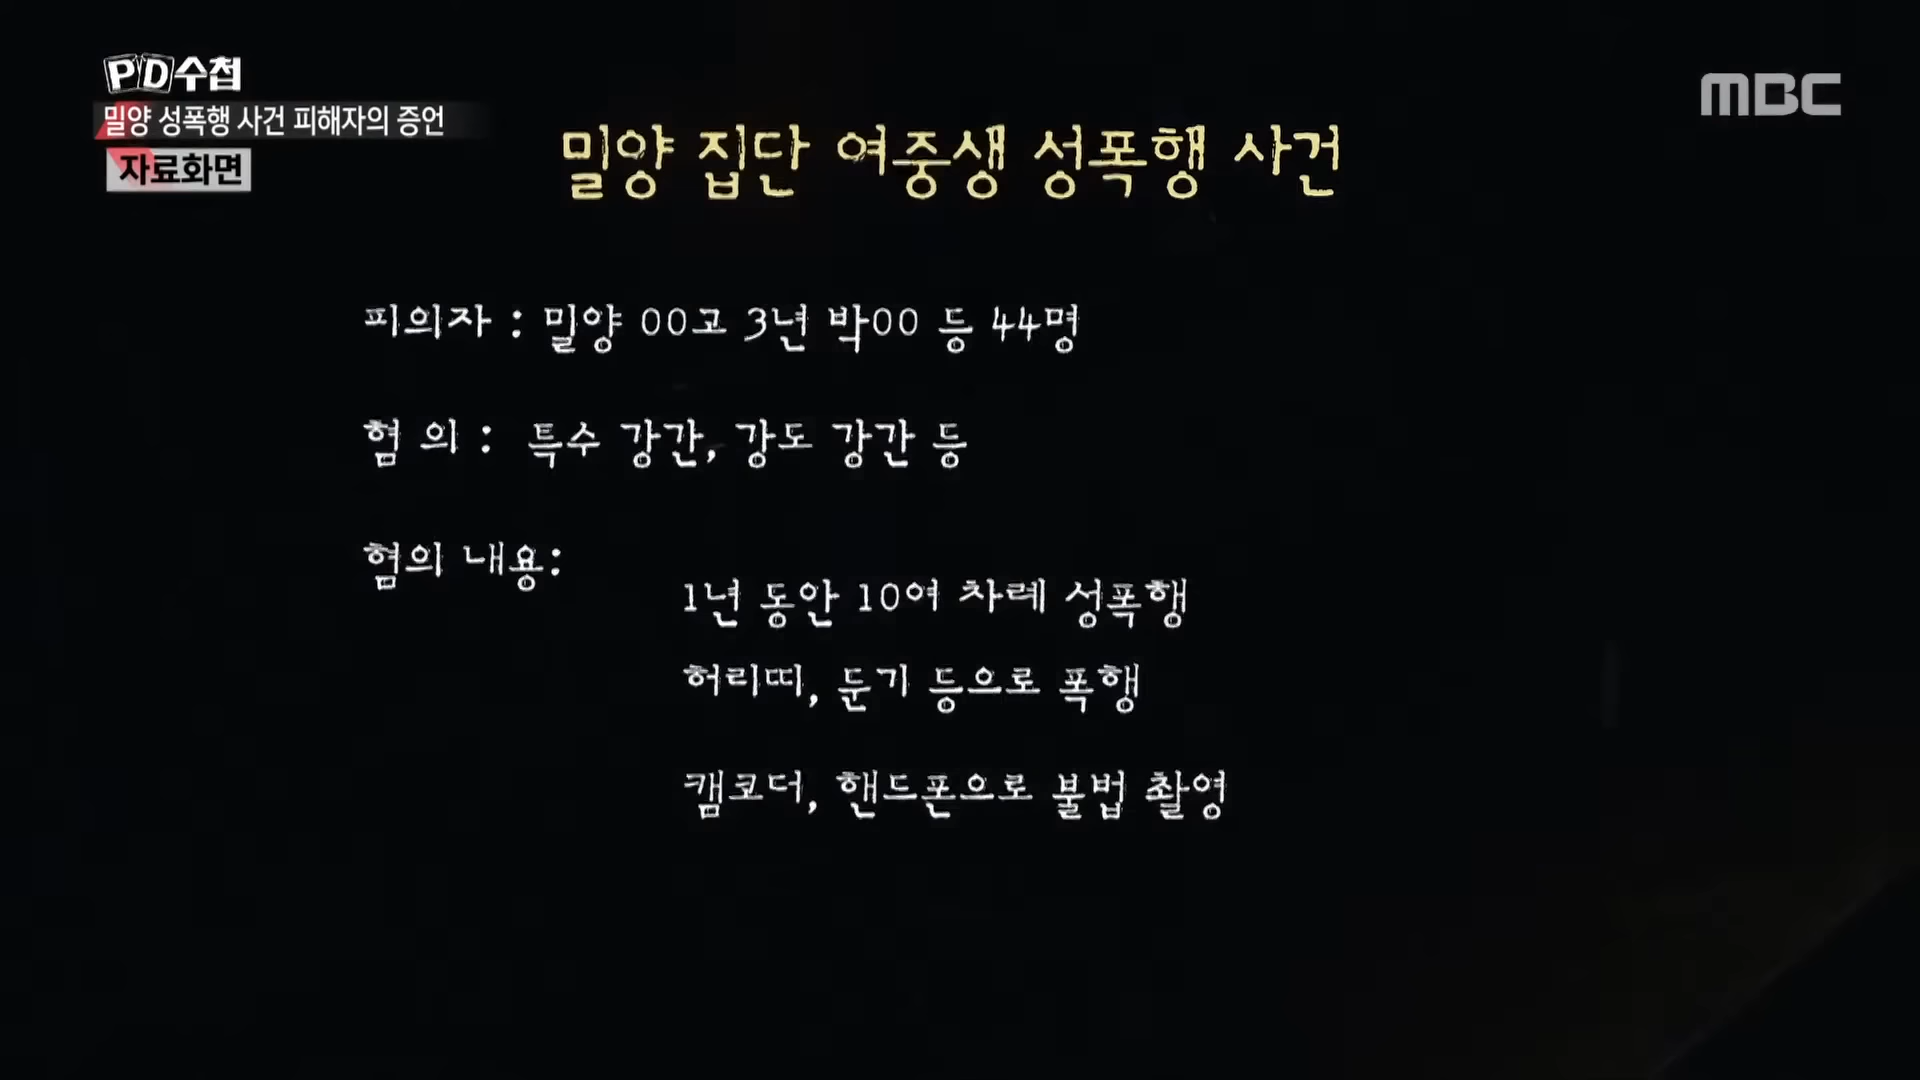 PD수첩
MBC
밀양 성폭행 사건 피해자의 증언
자료화면
밀양 집단 여중생 성폭행 사건
피의자 : 밀양 00고 3년 박00 등 44명
혐 의 : 특수 강간, 강도 강간 등
혐의 내용:
1년 동안 10여 차례 성폭행
허리띠, 둔기 등으로 폭행
캠코더, 핸드폰으로 불법 촬영